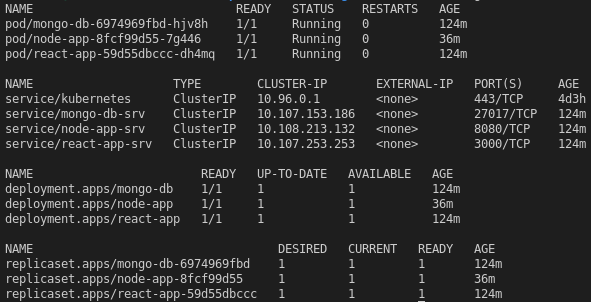 NAME READY STATUS RESTARTS AGE
pod/mongo-db-6974969fbd-hjv8h 1/1 Running 0 124m
pod/node-app-8fcf99d55-7g446 1/1 Running 0 36m
pod/react-app-59d55dbccc-dh4mq 1/1 Running 0 124m
NAME TYPE CLUSTER-IP EXTERNAL-IP PORT(S) AGE
service/kubernetes ClusterIP 10.96.0.1 <none> 443/TCP 4d3h
service/mongo-db-srv ClusterIP 10.107.153.186 <none> 27017/TCP 124m
service/node-app-srv ClusterIP 10.108.213.132 <none> 8080/TCP 124m
service/react-app-srv ClusterIP 10.107.253.253 <none> 3000/TCP 124m
NAME READY UP-TO-DATE AVAILABLE AGE
deployment.apps/mongo-db 1/1 1 1 124m
deployment.apps/node-app 1/1 1 1 36m
deployment.apps/react-app 1/1 1 1 124m
NAME DESIRED CURRENT READY AGE
replicaset.apps/mongo-db-6974969fbd 1 1 1 124m
replicaset.apps/node-app-8fcf99d55 1 1 1 36m
replicaset.apps/react-app-59d55dbccc 1 1 1 124m